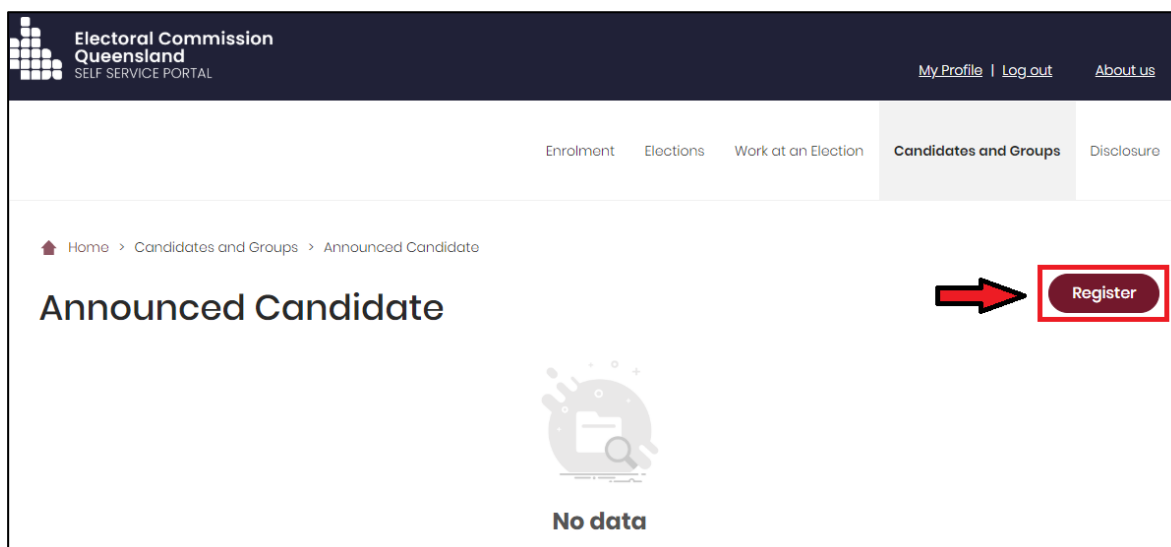 Electoral Commission
Queensland
SELF SERVICE PORTAL
My Profile | Log out About us
Enrolment Elections Work at an Election Candidates and Groups Disclosure
Home > Candidates and Groups > Announced Candidate
Announced Candidate
Register
No data